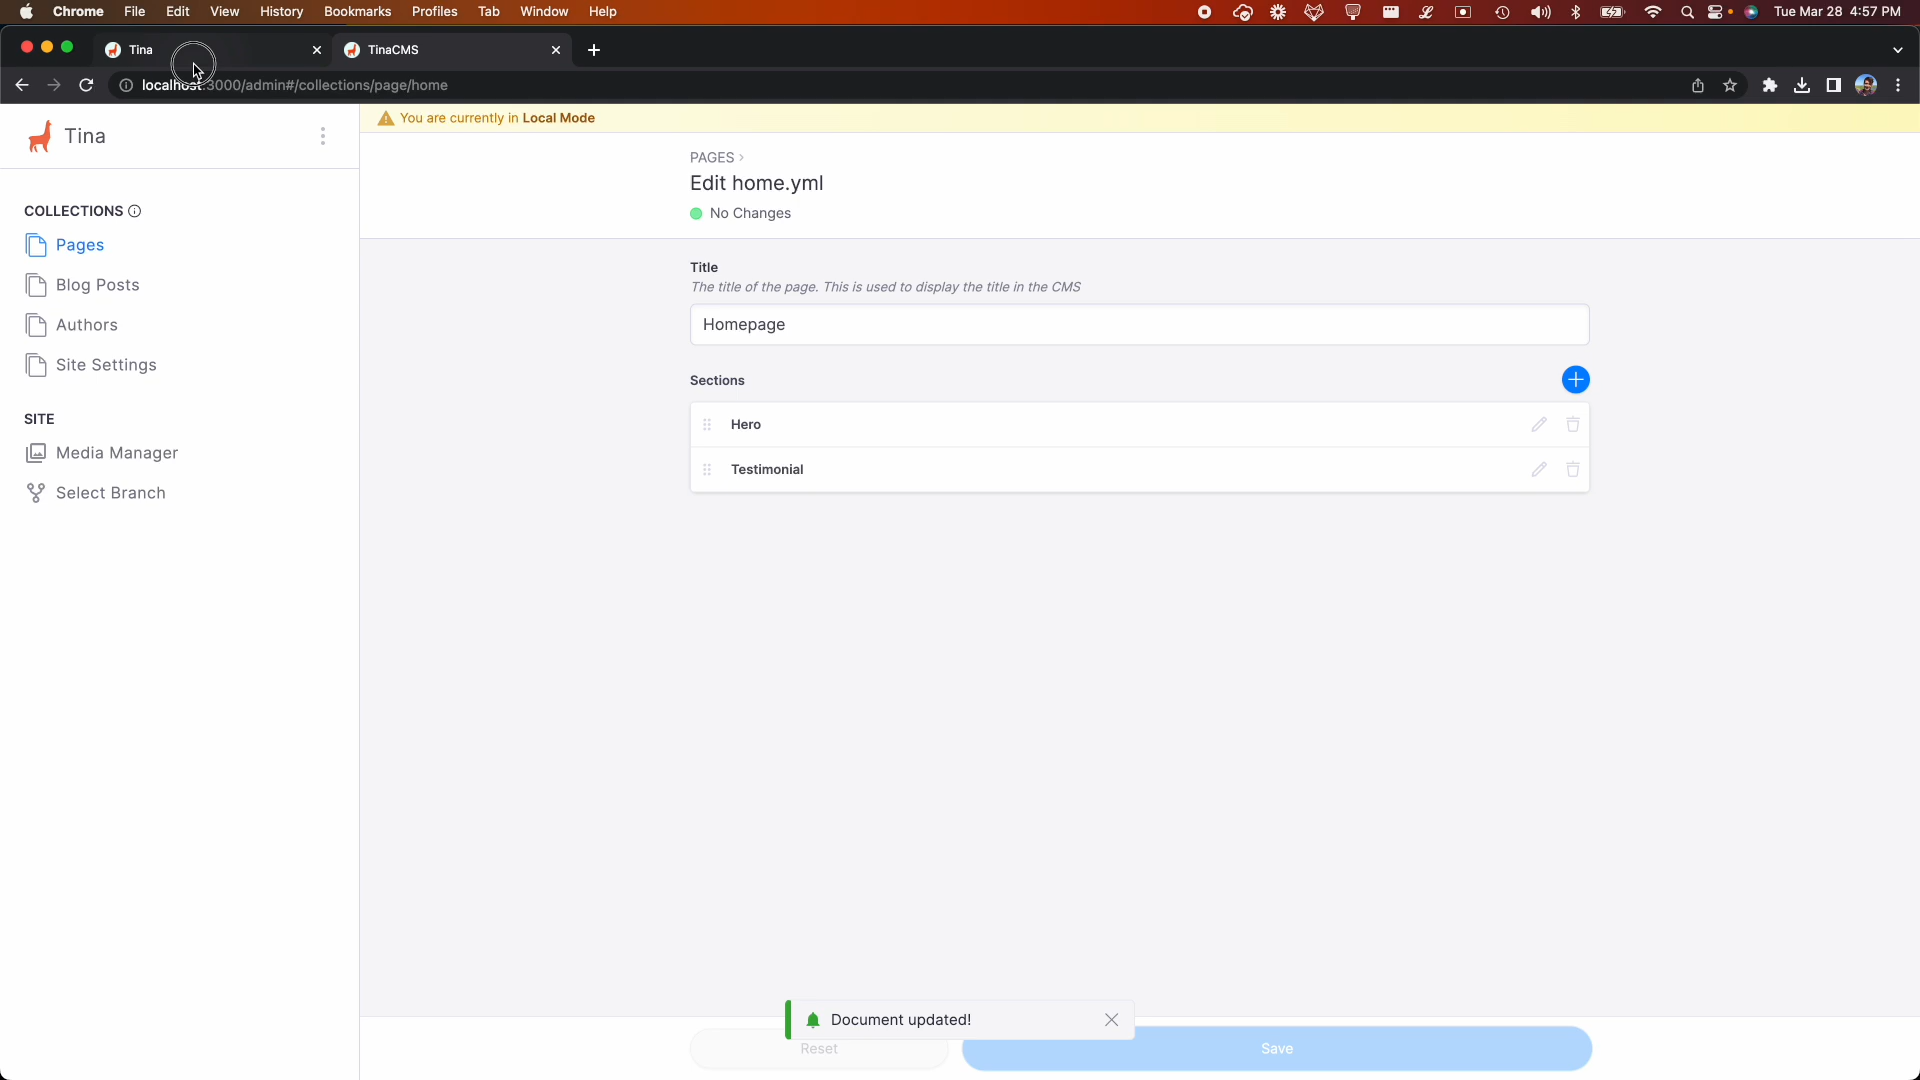 Chrome File Edit View History Bookmarks Profiles Tab Window Help Tue Mar 28 4:57 PM
Tina TinaCMS
localhost:3000/admin#/collections/page/home
Tina
You are currently in Local Mode
PAGES
Edit home.yml
No Changes
COLLECTIONS
Pages
Blog Posts
Authors
Site Settings
SITE
Media Manager
Select Branch
Title
The title of the page. This is used to display the title in the CMS
Homepage
Sections
Hero
Testimonial
Document updated!
Reset Save